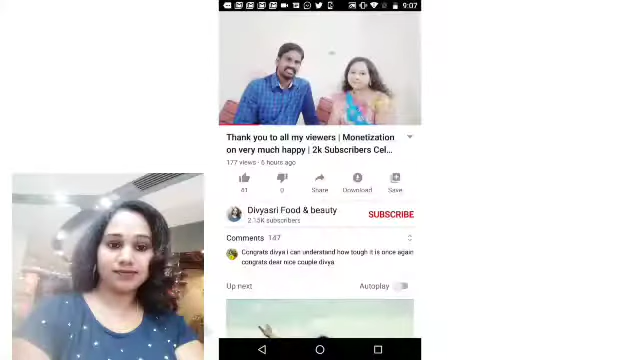 9:07
Thank you to all my viewers | Monetization
on very much happy | 2k Subscribers Cel...
177 views · 6 hours ago
41
0
Share
Download
Save
Divyasri Food & beauty
2.15K subscribers
SUBSCRIBE
Comments 147
Congrats divya i can understand how tough it is once again
congrats dear nice couple divya
Up next
Autoplay